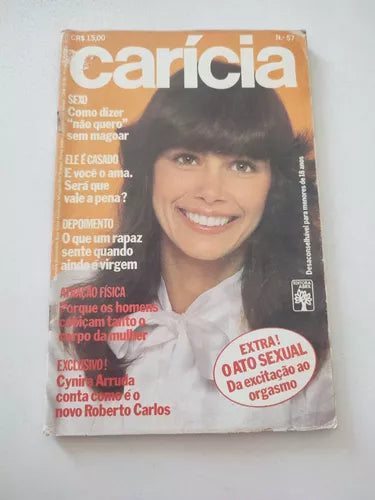 CR$ 13,00
N.º 57
carícia
SEXO
Como dizer
"não quero"
sem magoar
ELE É CASADO
E você o ama.
Será que
vale a pena?
DEPOIMENTO
O que um rapaz
sente quando
ainda é virgem
ATRAÇÃO FÍSICA
Porque os homens
cobiçam tanto o
corpo da mulher
EXCLUSIVO!
Cynira Arruda
conta como é o
novo Roberto Carlos
Desaconselhável para menores de 18 anos
EDITORA
ABRIL
EXTRA!
O ATO SEXUAL
Da excitação ao
orgasmo